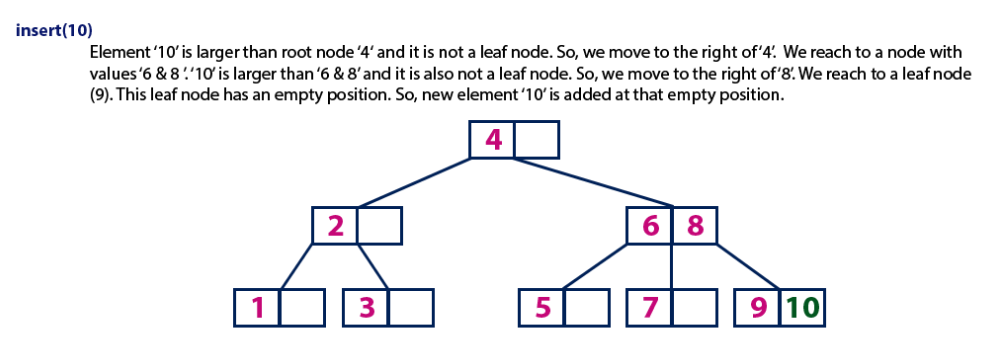 insert(10)
Element ‘10’ is larger than root node ‘4‘ and it is not a leaf node. So, we move to the right of ‘4’.  We reach to a node with
values ‘6 & 8 ’. ‘10’ is larger than ‘6 & 8’ and it is also not a leaf node. So, we move to the right of ‘8’. We reach to a leaf node
(9). This leaf node has an empty position. So, new element ‘10’ is added at that empty position.
4
2 6 8
1 3 5 7 9 10